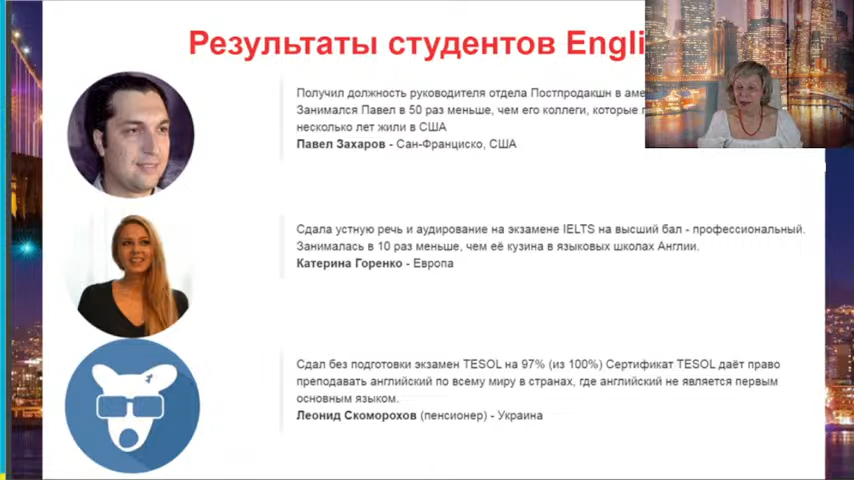 Результаты студентов Engli
Получил должность руководителя отдела Постпродакшн в аме
Занимался Павел в 50 раз меньше, чем его коллеги, которые
несколько лет жили в США
Павел Захаров - Сан-Франциско, США
Сдала устную речь и аудирование на экзамене IELTS на высший бал - профессиональный.
Занималась в 10 раз меньше, чем её кузина в языковых школах Англии.
Катерина Горенко - Европа
Сдал без подготовки экзамен TESOL на 97% (из 100%) Сертификат TESOL даёт право
преподавать английский по всему миру в странах, где английский не является первым
основным языком.
Леонид Скоморохов (пенсионер) - Украина